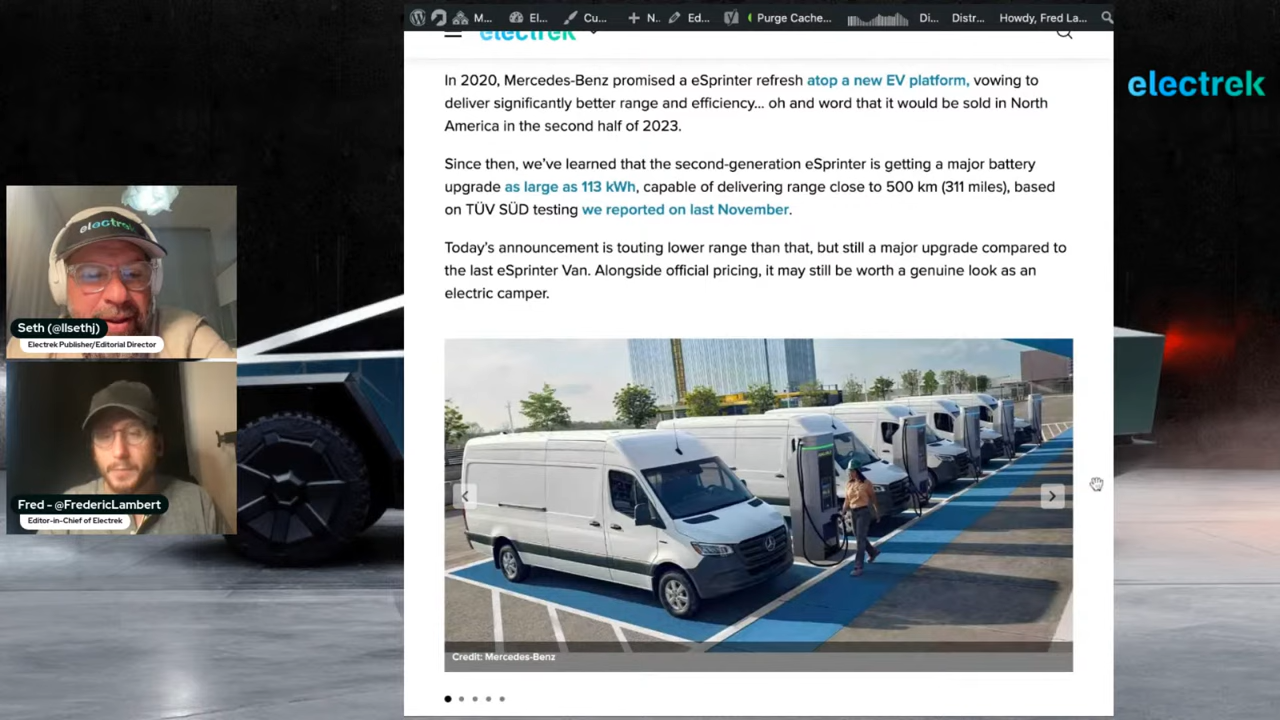 M...
El...
Cu...
N.
Ed...
Purge Cache...
Di...
Distr...
Howdy, Fred La...
electrek
electrek
In 2020, Mercedes-Benz promised a eSprinter refresh atop a new EV platform, vowing to
deliver significantly better range and efficiency... oh and word that it would be sold in North
America in the second half of 2023.
Since then, we've learned that the second-generation eSprinter is getting a major battery
upgrade as large as 113 kWh, capable of delivering range close to 500 km (311 miles), based
on TÜV SÜD testing we reported on last November.
Today's announcement is touting lower range than that, but still a major upgrade compared to
the last eSprinter Van. Alongside official pricing, it may still be worth a genuine look as an
electric camper.
Credit: Mercedes-Benz
electrek
Seth (@llsethj)
Electrek Publisher/Editorial Director
Fred - @FredericLambert
Editor-in-Chief of Electrek